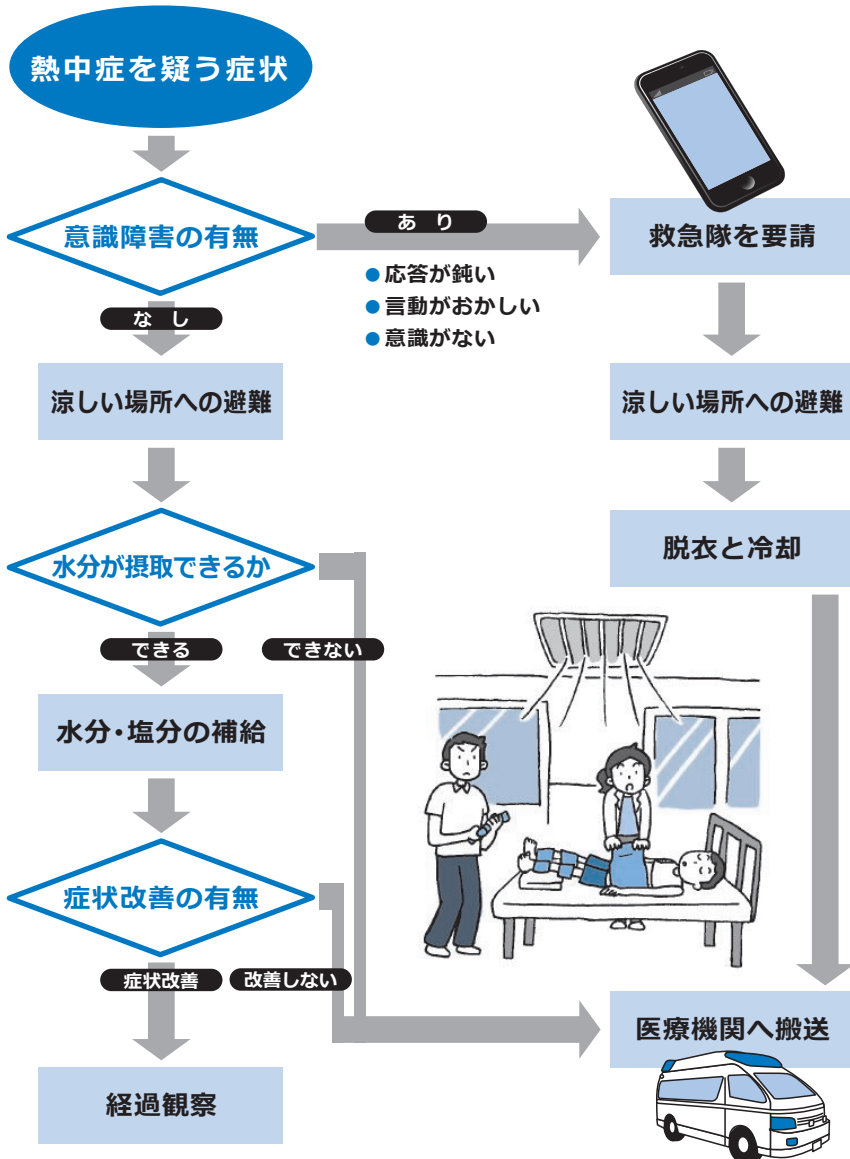 熱中症を疑う症状
意識障害の有無
あり
救急隊を要請
●応答が鈍い
●言動がおかしい
●意識がない
なし
涼しい場所への避難
涼しい場所への避難
水分が摂取できるか
脱衣と冷却
できる
できない
水分・塩分の補給
症状改善の有無
症状改善
改善しない
医療機関へ搬送
経過観察